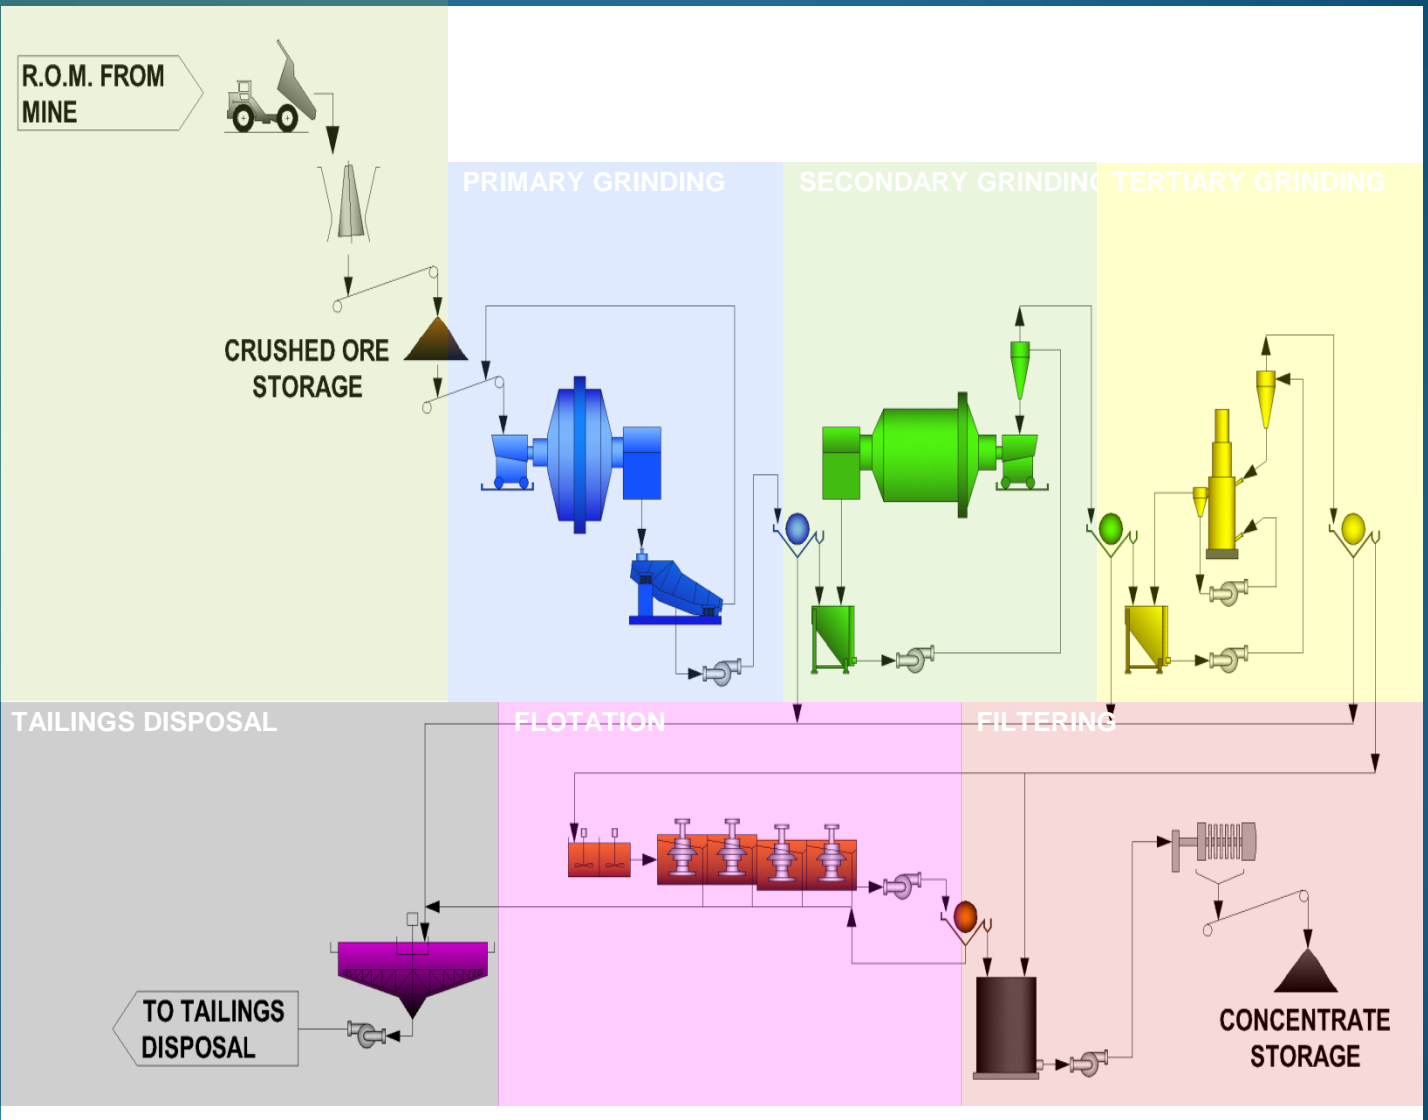 R.O.M. FROM
MINE
PRIMARY GRINDING
SECONDARY GRINDING
TERTIARY GRINDING
CRUSHED ORE
STORAGE
TAILINGS DISPOSAL
FLOTATION
FILTERING
TO TAILINGS
DISPOSAL
CONCENTRATE
STORAGE